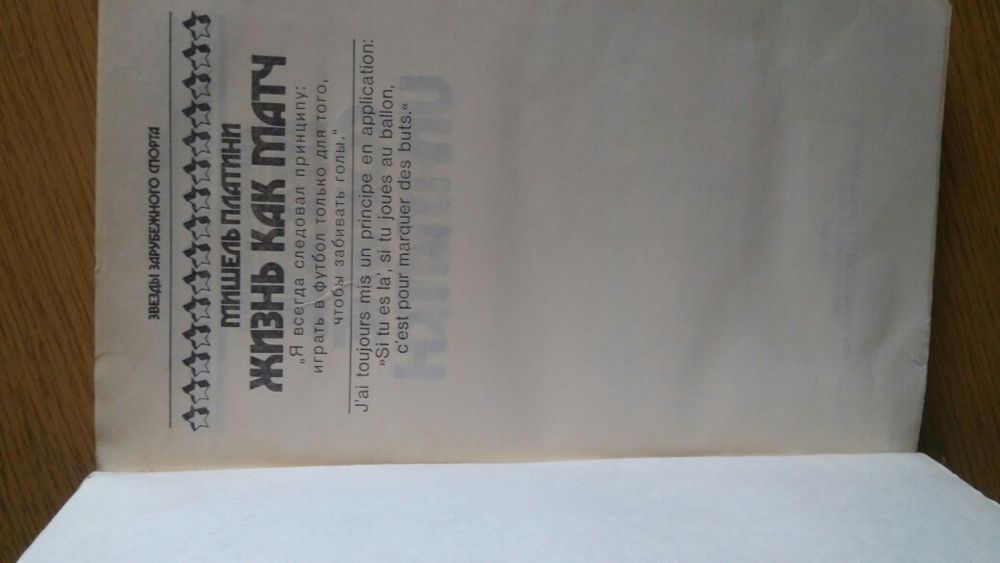 ЗВЕЗДЫ ЗАРУБЕЖНОГО СПОРТА
МИШЕЛЬ ПЛАТИНИ
ЖИЗНЬ КАК МАТЧ
„Я всегда следовал принципу:
играть в футбол только для того,
чтобы забивать голы."
J'ai toujours mis un principe en application:
»Si tu es la', si tu joues au ballon,
c'est pour marquer des buts.“